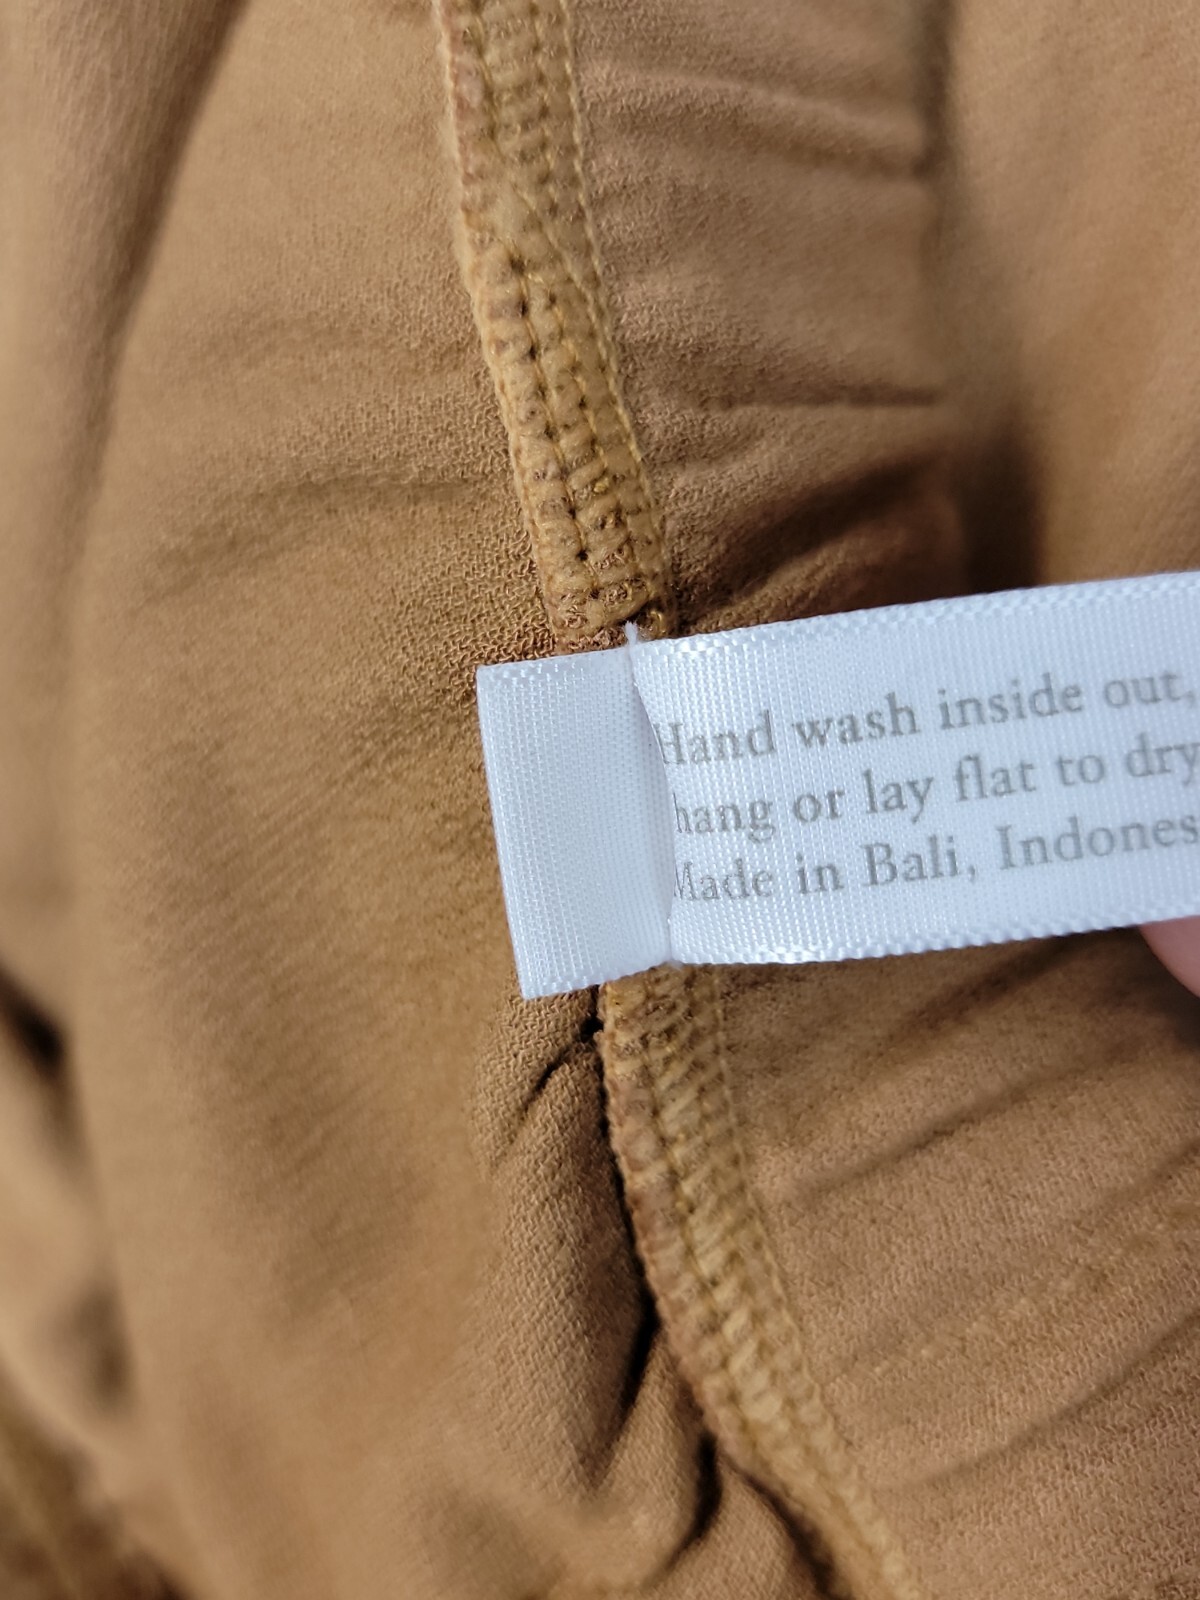 Hand wash inside out,
hang or lay flat to dry
Made in Bali, Indones